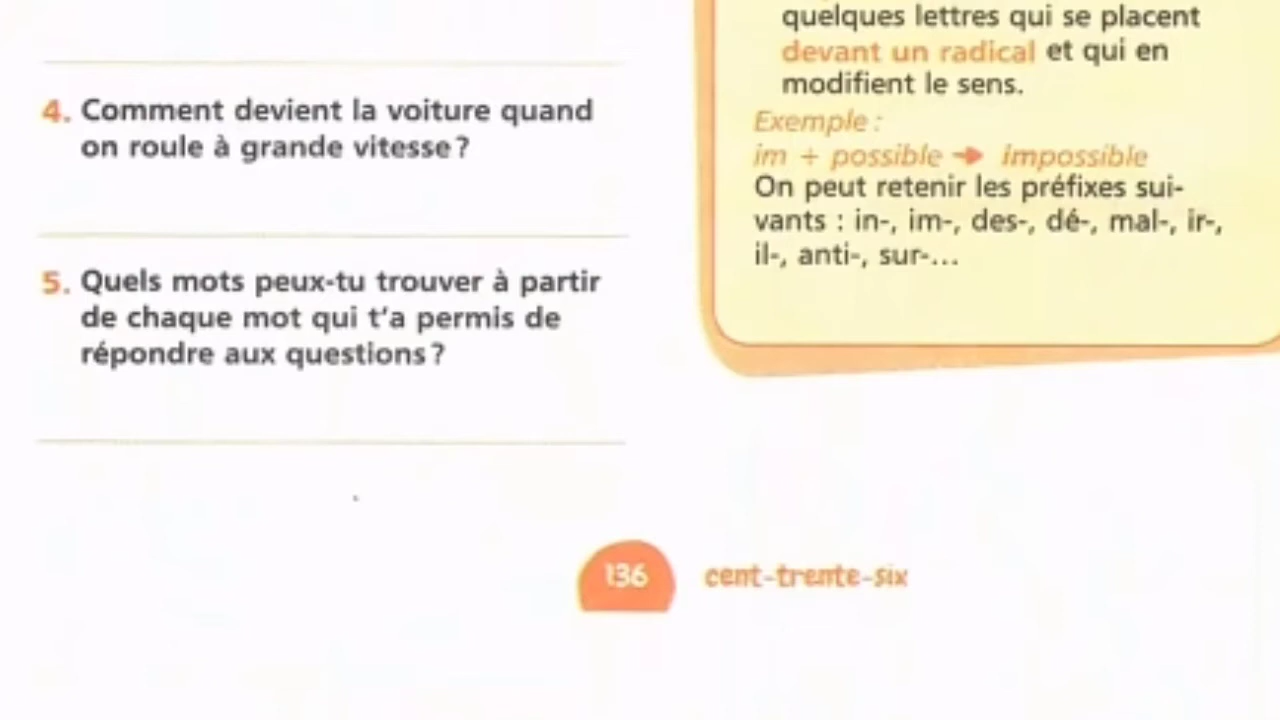 4. Comment devient la voiture quand
on roule à grande vitesse ?
5. Quels mots peux-tu trouver à partir
de chaque mot qui t'a permis de
répondre aux questions ?
quelques lettres qui se placent
devant un radical et qui en
modifient le sens.
Exemple :
im + possible ➜ impossible
On peut retenir les préfixes sui-
vants : in-, im-, des-, dé-, mal-, ir-,
il-, anti-, sur-...
136 cent-trente-six